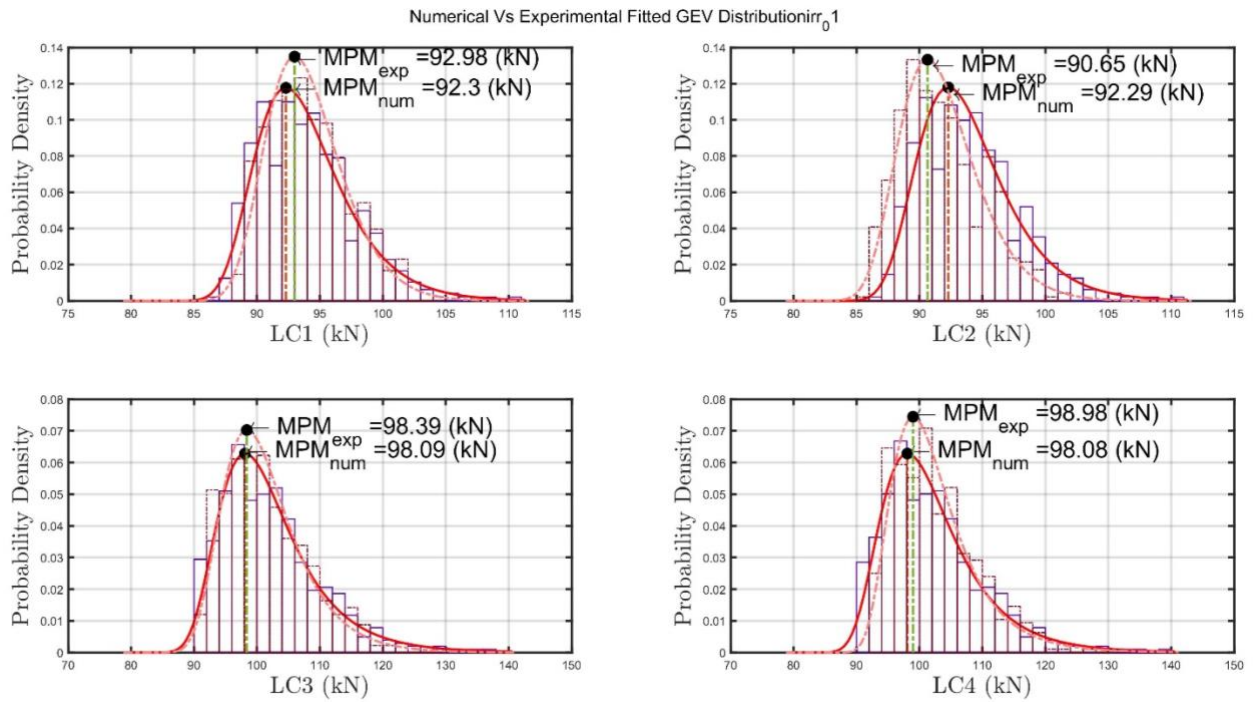 Numerical Vs Experimental Fitted GEV Distributionirr01
Probability Density
0.14
0.12
0.1
0.08
0.06
0.04
0.02
0
MPMexp =92.98 (kN)
MPMnum =92.3 (kN)
75 80 85 90 95 100 105 110 115
LC1 (kN)
Probability Density
0.14
0.12
0.1
0.08
0.06
0.04
0.02
0
MPMexp =90.65 (kN)
MPMnum =92.29 (kN)
75 80 85 90 95 100 105 110 115
LC2 (kN)
Probability Density
0.08
0.07
0.06
0.05
0.04
0.03
0.02
0.01
0
MPMexp =98.39 (kN)
MPMnum =98.09 (kN)
70 80 90 100 110 120 130 140 150
LC3 (kN)
Probability Density
0.08
0.07
0.06
0.05
0.04
0.03
0.02
0.01
0
MPMexp =98.98 (kN)
MPMnum =98.08 (kN)
70 80 90 100 110 120 130 140 150
LC4 (kN)